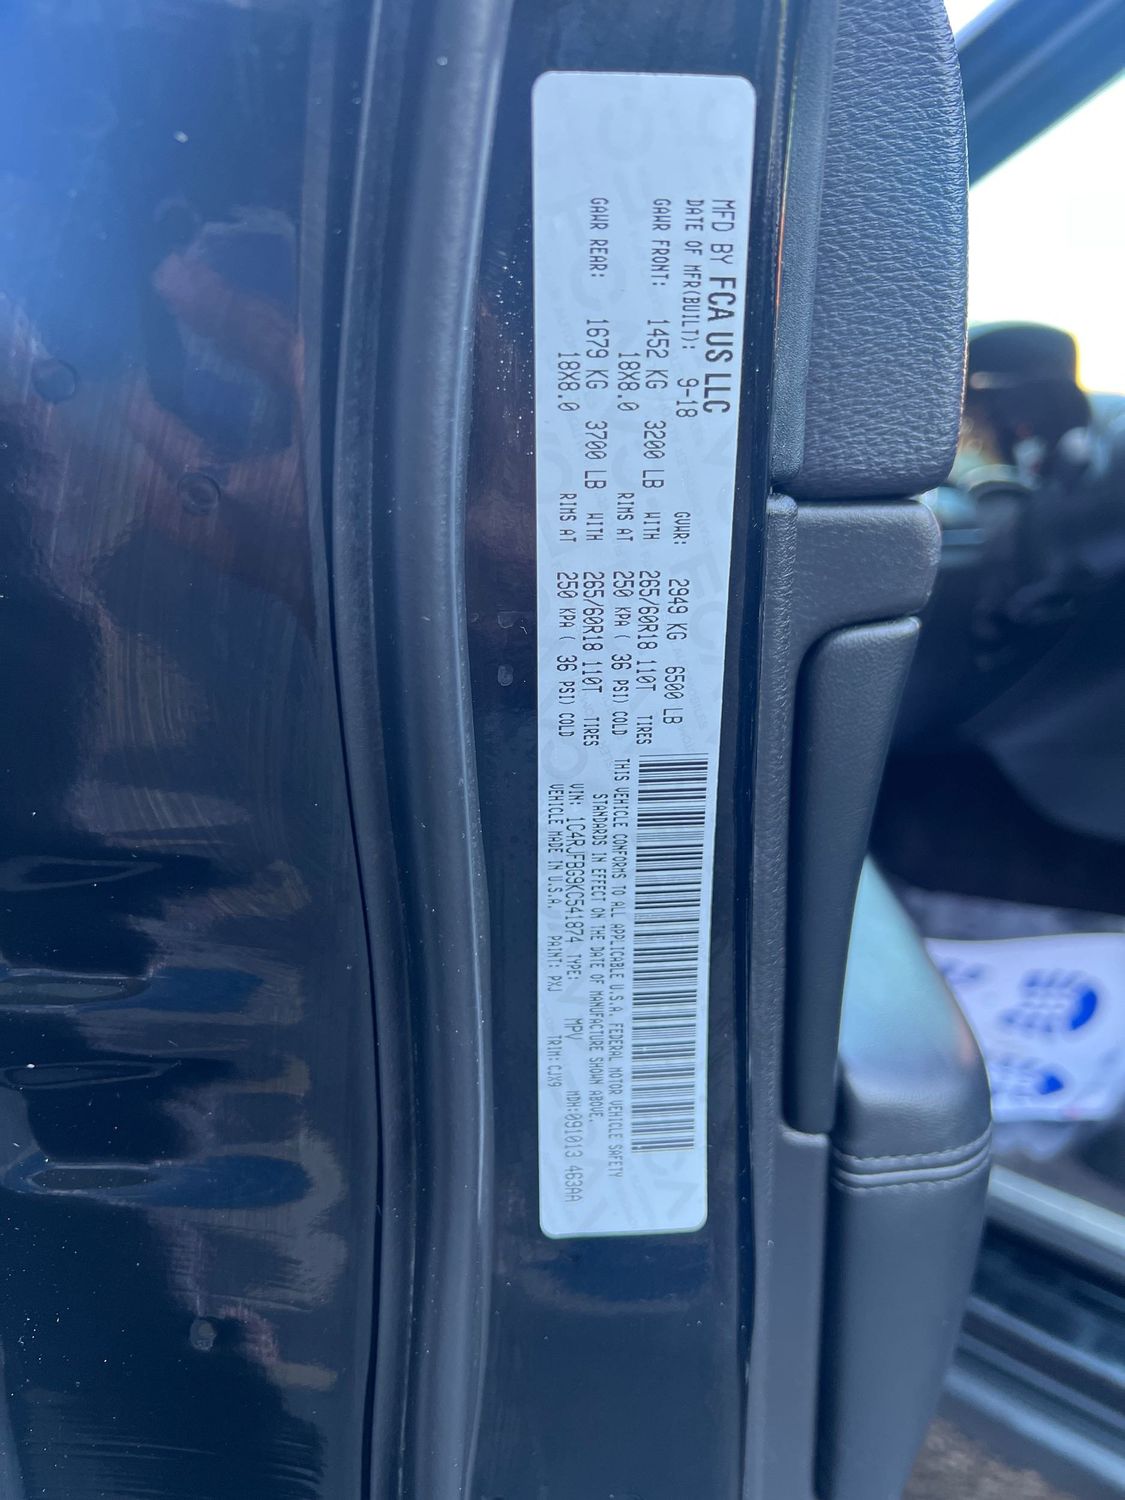 MFD BY FCA US LLC
DATE OF MFR(BUILT): 9-18 GVWR: 2949 KG 6500 LB
GAWR FRONT: 1452 KG 3200 LB WITH 265/60R18 110T TIRES
18X8.0 RIMS AT 250 KPA ( 36 PSI) COLD
GAWR REAR: 1679 KG 3700 LB WITH 265/60R18 110T TIRES
18X8.0 RIMS AT 250 KPA ( 36 PSI) COLD
THIS VEHICLE CONFORMS TO ALL APPLICABLE U.S.A. FEDERAL MOTOR VEHICLE SAFETY
STANDARDS IN EFFECT ON THE DATE OF MANUFACTURE SHOWN ABOVE.
VIN: 1C4RJFBG9KC541874 TYPE: MPV MDH:091013 463AA
VEHICLE MADE IN U.S.A. PAINT: PXJ TRIM: CJX9